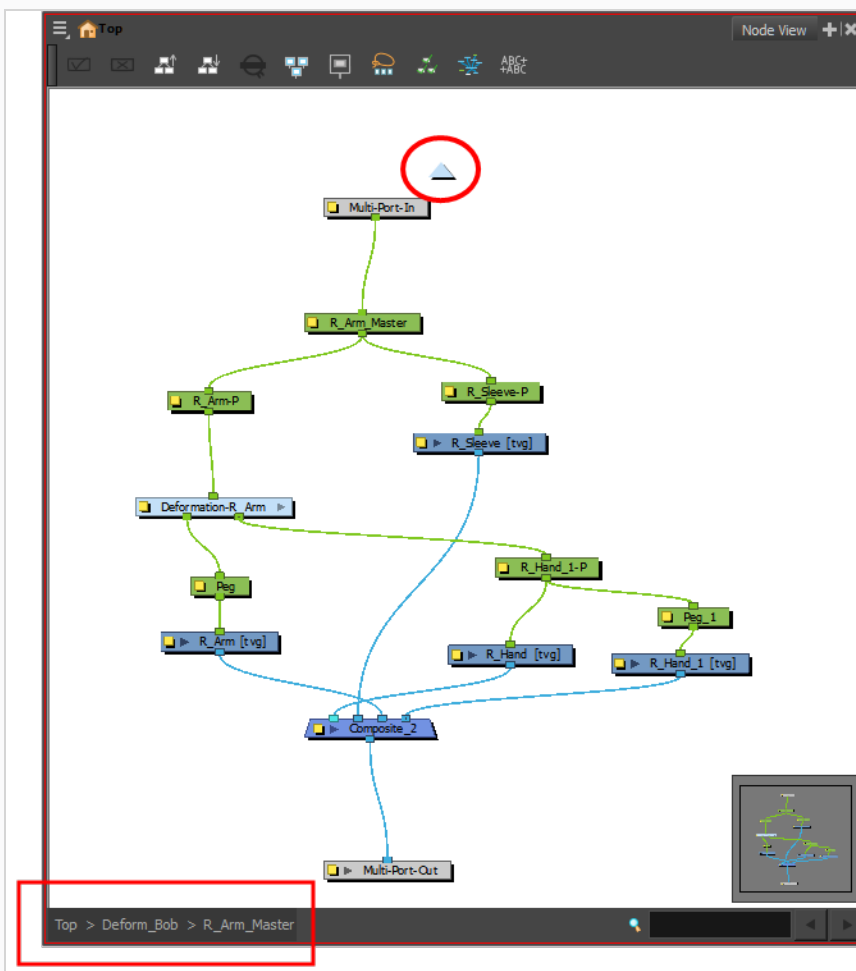 Top
Node View
ABC+
+ABC
Multi-Port-In
R_Arm_Master
R_Arm-P
R_Sleeve-P
R_Sleeve [tvg]
Deformation-R_Arm
R_Hand_1-P
Peg
Peg_1
R_Arm [tvg]
R_Hand [tvg]
R_Hand_1 [tvg]
Composite_2
Multi-Port-Out
Top > Deform_Bob > R_Arm_Master